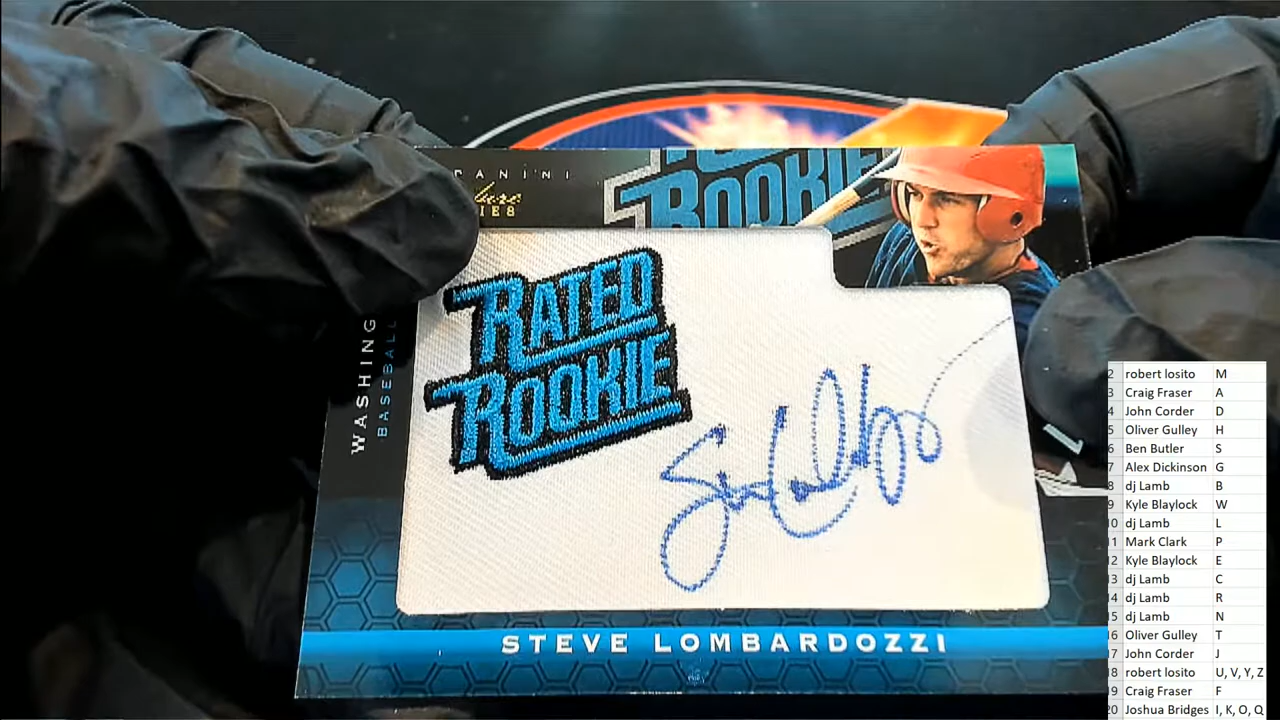 PANINI
ROOKIE
RATED
ROOKIE
WASHING
BASEBALL
STEVE LOMBARDOZZI
2 robert losito M
3 Craig Fraser A
4 John Corder D
5 Oliver Gulley H
6 Ben Butler S
7 Alex Dickinson G
8 dj Lamb B
9 Kyle Blaylock W
10 dj Lamb L
11 Mark Clark P
12 Kyle Blaylock E
13 dj Lamb C
14 dj Lamb R
15 dj Lamb N
16 Oliver Gulley T
17 John Corder J
18 robert losito U, V, Y, Z
19 Craig Fraser F
20 Joshua Bridges I, K, O, Q